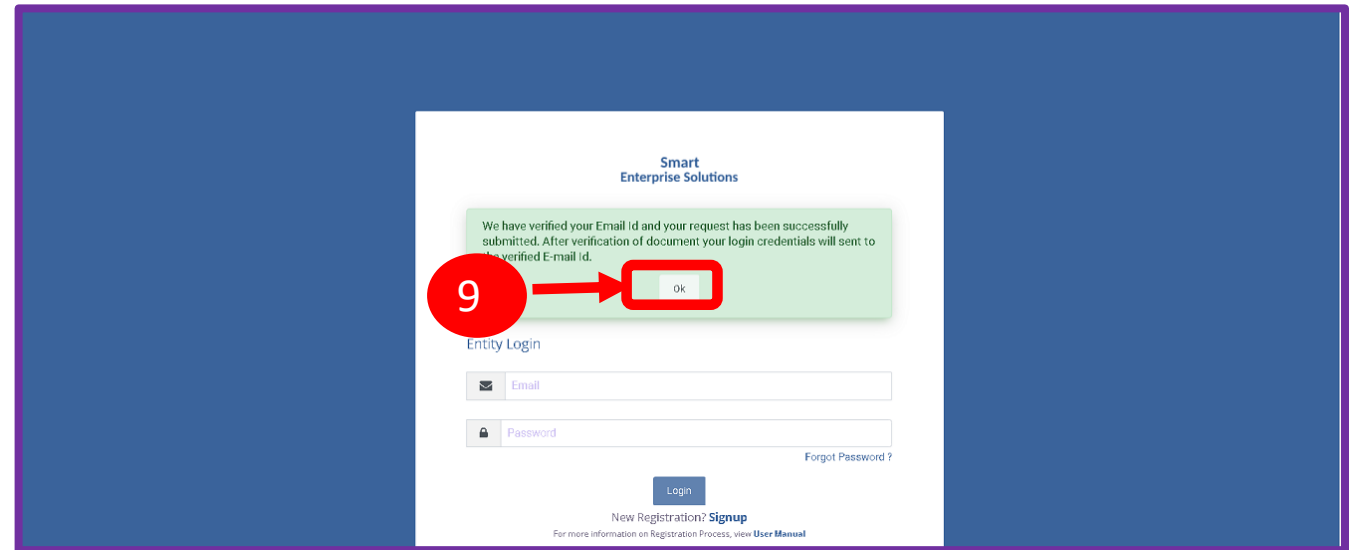 Smart
Enterprise Solutions
We have verified your Email Id and your request has been successfully
submitted. After verification of document your login credentials will sent to
the verified E-mail Id.
9
Ok
Entity Login
Email
Password
Forgot Password ?
Login
New Registration? Signup
For more information on Registration Process, view User Manual